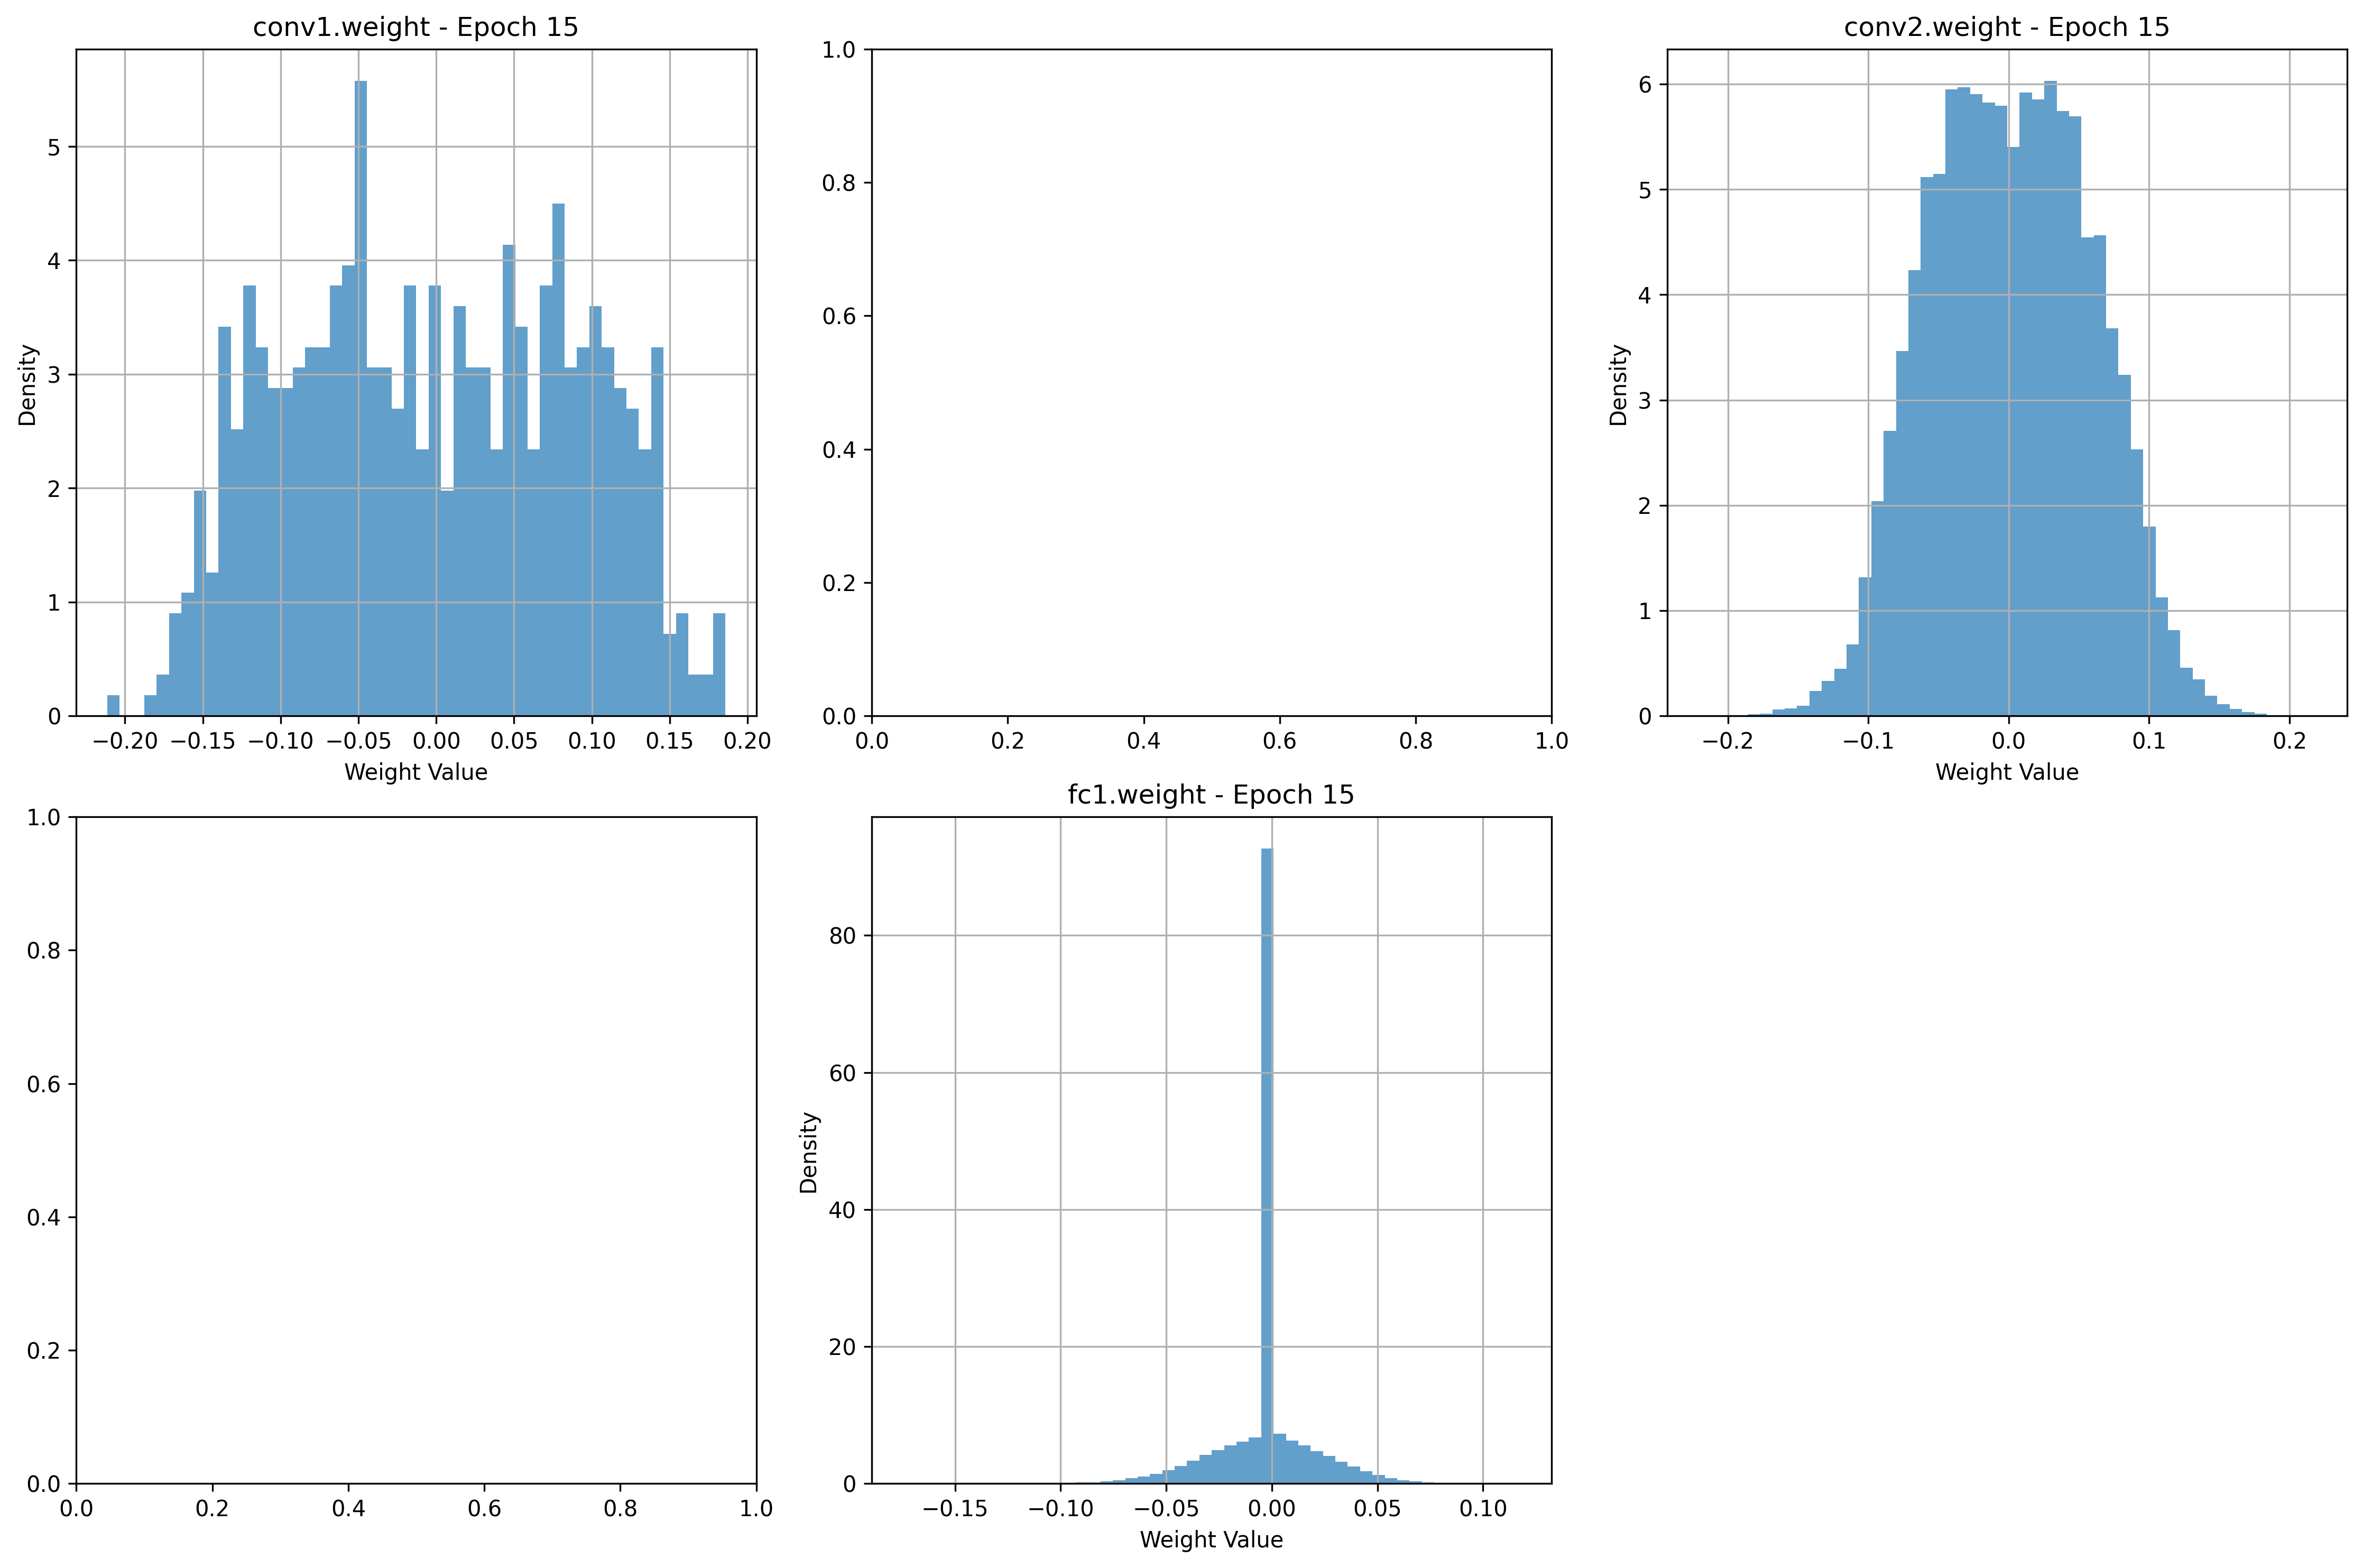 conv1.weight - Epoch 15
Density
5
4
3
2
1
0
−0.20 −0.15 −0.10 −0.05 0.00 0.05 0.10 0.15 0.20
Weight Value
1.0
0.8
0.6
0.4
0.2
0.0
0.0 0.2 0.4 0.6 0.8 1.0
conv2.weight - Epoch 15
Density
6
5
4
3
2
1
0
−0.2 −0.1 0.0 0.1 0.2
Weight Value
1.0
0.8
0.6
0.4
0.2
0.0
0.0 0.2 0.4 0.6 0.8 1.0
fc1.weight - Epoch 15
Density
80
60
40
20
0
−0.15 −0.10 −0.05 0.00 0.05 0.10
Weight Value